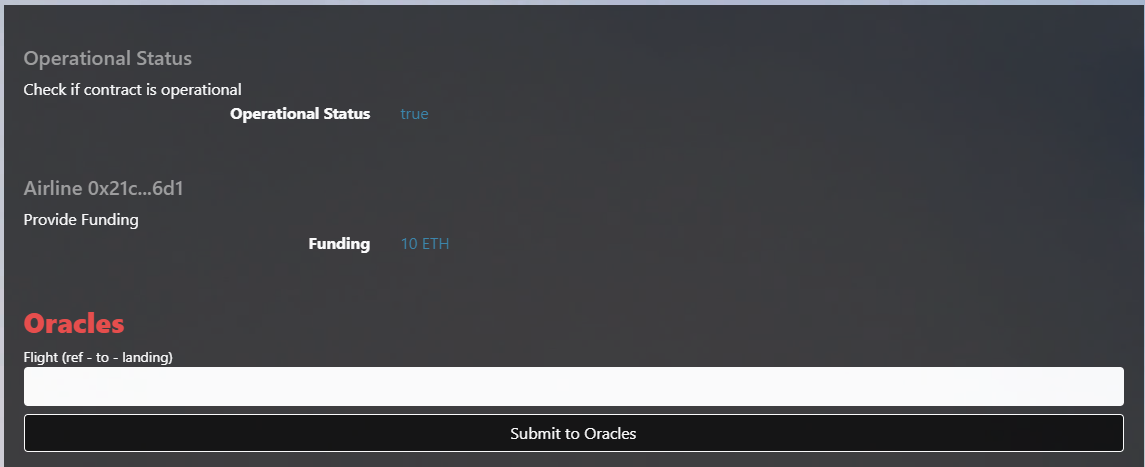 Operational Status
Check if contract is operational
Operational Status true
Airline 0x21c...6d1
Provide Funding
Funding 10 ETH
Oracles
Flight (ref - to - landing)
Submit to Oracles